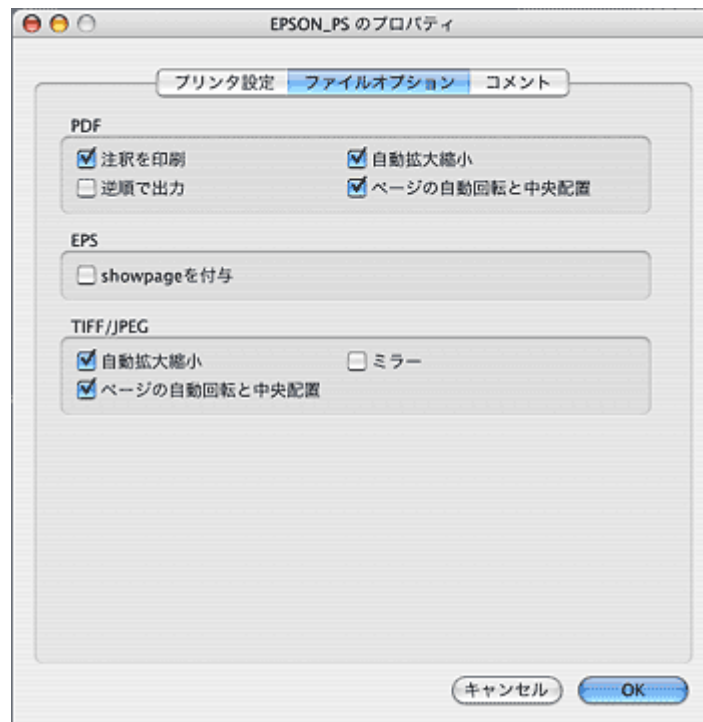 EPSON_PS のプロパティ
プリンタ設定 ファイルオプション コメント
PDF
注釈を印刷 自動拡大縮小
逆順で出力 ページの自動回転と中央配置
EPS
showpageを付与
TIFF/JPEG
自動拡大縮小 ミラー
ページの自動回転と中央配置
キャンセル OK